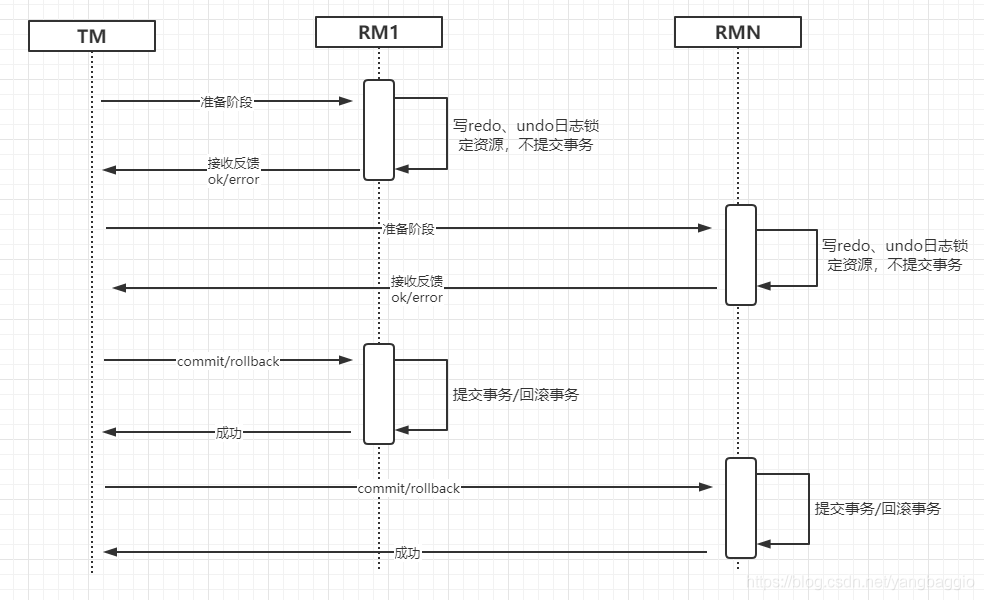 TM
RM1
RMN
准备阶段
写redo、undo日志锁
定资源，不提交事务
接收反馈
ok/error
准备阶段
写redo、undo日志锁
定资源，不提交事务
接收反馈
ok/error
commit/rollback
提交事务/回滚事务
成功
commit/rollback
提交事务/回滚事务
成功
https://blog.csdn.net/yangbaggio